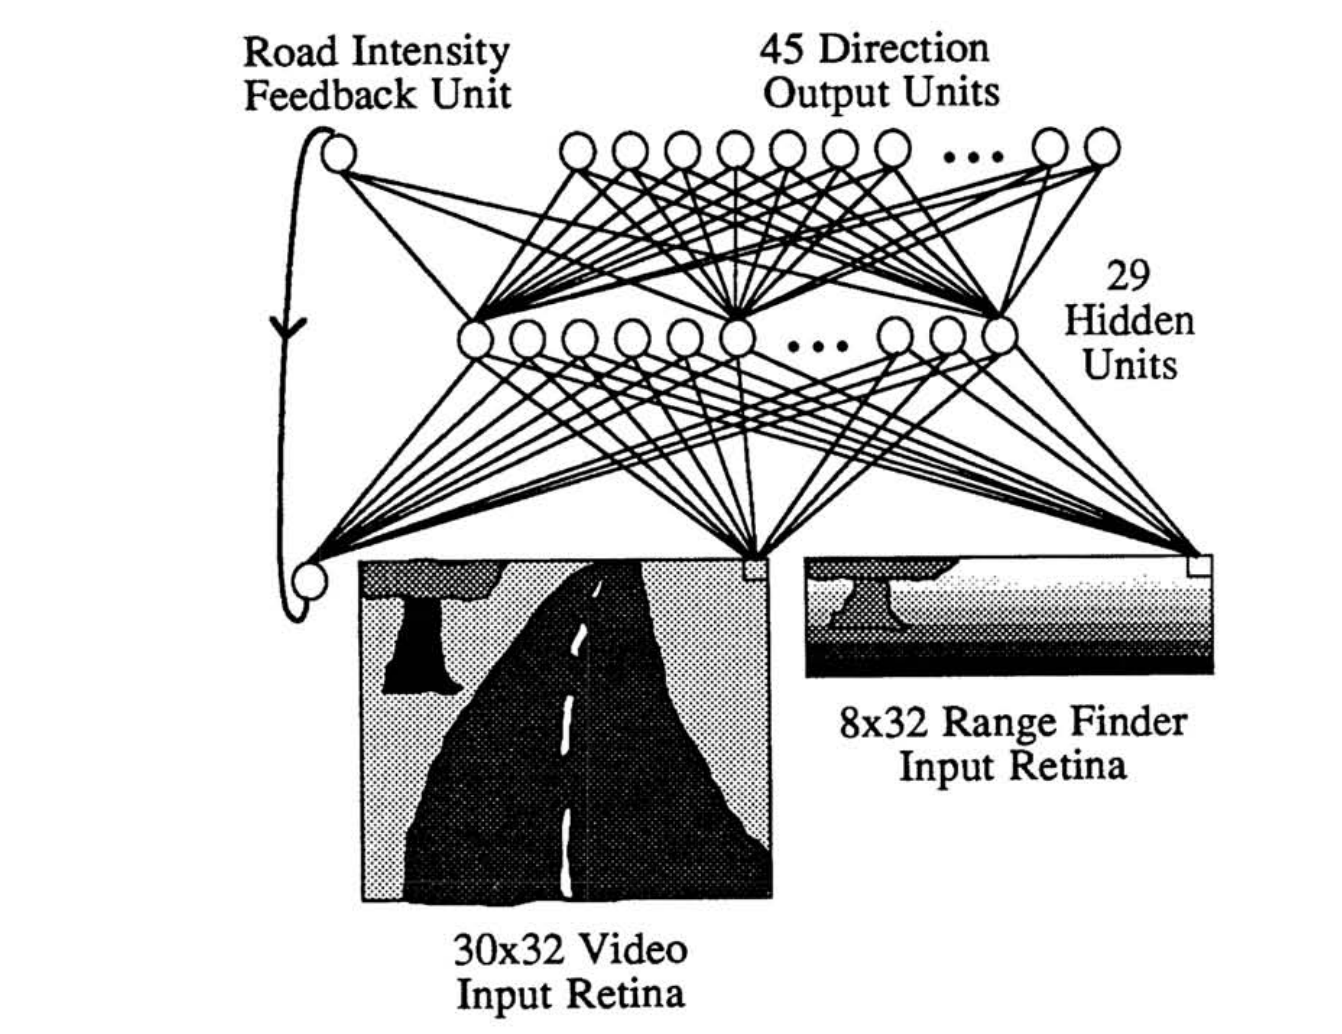 Road Intensity
Feedback Unit
45 Direction
Output Units
29
Hidden
Units
8x32 Range Finder
Input Retina
30x32 Video
Input Retina